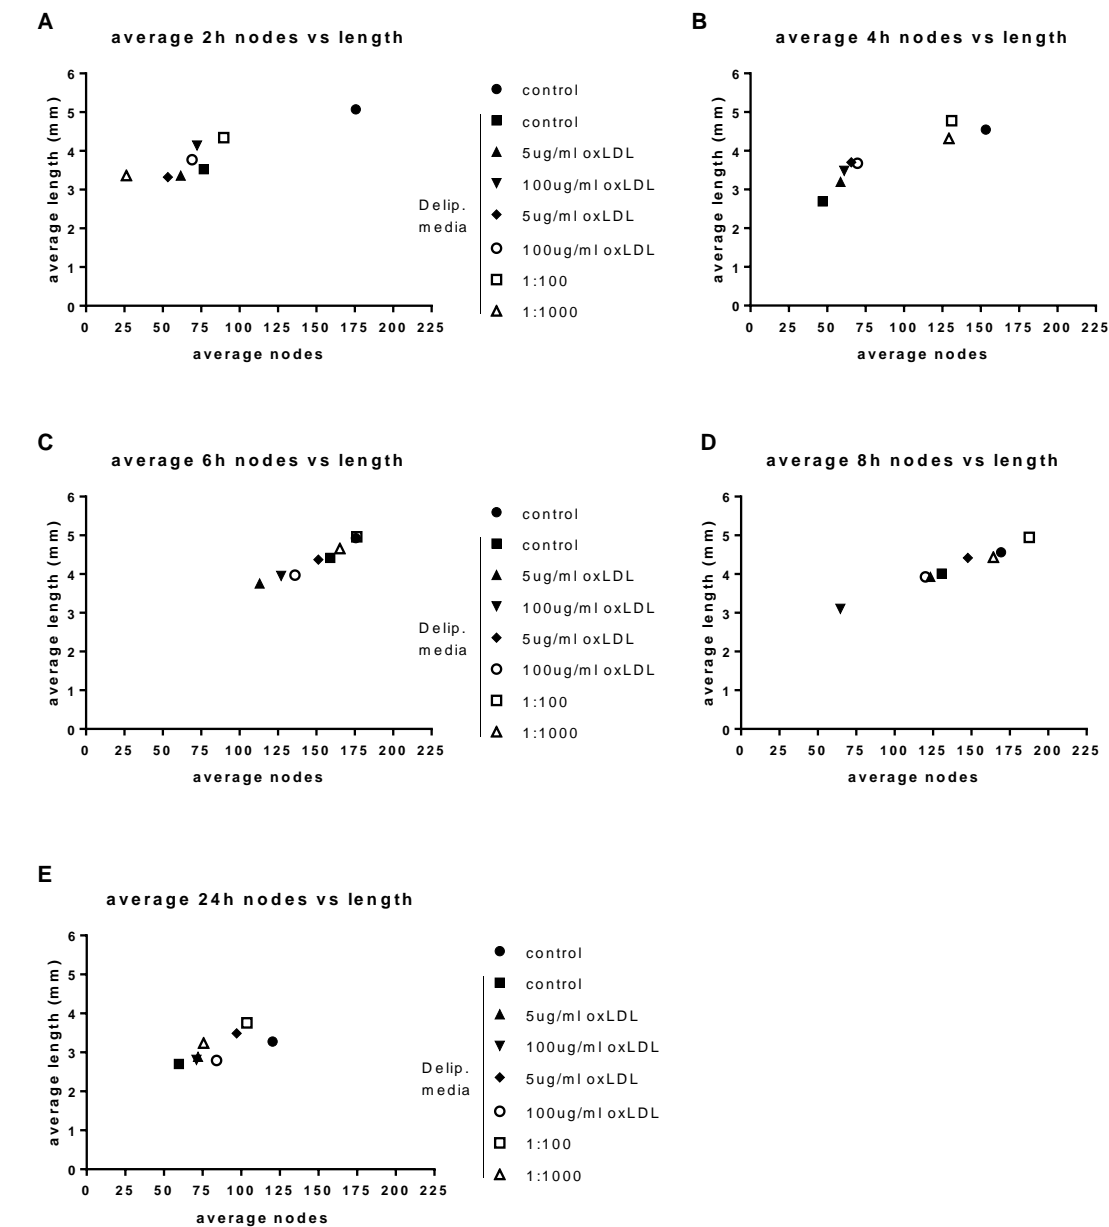 A
average 2h nodes vs length
6
5
4
3
2
1
0
average length (mm)
0 25 50 75 100 125 150 175 200 225
average nodes
control
control
5ug/ml oxLDL
100ug/ml oxLDL
5ug/ml oxLDL
100ug/ml oxLDL
1:100
1:1000
Delip.
media
B
average 4h nodes vs length
6
5
4
3
2
1
0
average length (mm)
0 25 50 75 100 125 150 175 200 225
average nodes
C
average 6h nodes vs length
6
5
4
3
2
1
0
average length (mm)
0 25 50 75 100 125 150 175 200 225
average nodes
control
control
5ug/ml oxLDL
100ug/ml oxLDL
5ug/ml oxLDL
100ug/ml oxLDL
1:100
1:1000
Delip.
media
D
average 8h nodes vs length
6
5
4
3
2
1
0
average length (mm)
0 25 50 75 100 125 150 175 200 225
average nodes
E
average 24h nodes vs length
6
5
4
3
2
1
0
average length (mm)
0 25 50 75 100 125 150 175 200 225
average nodes
control
control
5ug/ml oxLDL
100ug/ml oxLDL
5ug/ml oxLDL
100ug/ml oxLDL
1:100
1:1000
Delip.
media